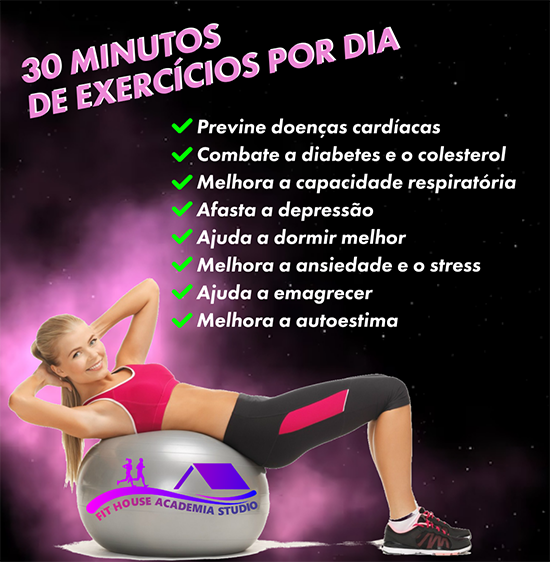 30 MINUTOS
DE EXERCÍCIOS POR DIA
Previne doenças cardíacas
Combate a diabetes e o colesterol
Melhora a capacidade respiratória
Afasta a depressão
Ajuda a dormir melhor
Melhora a ansiedade e o stress
Ajuda a emagrecer
Melhora a autoestima
FIT HOUSE ACADEMIA STUDIO